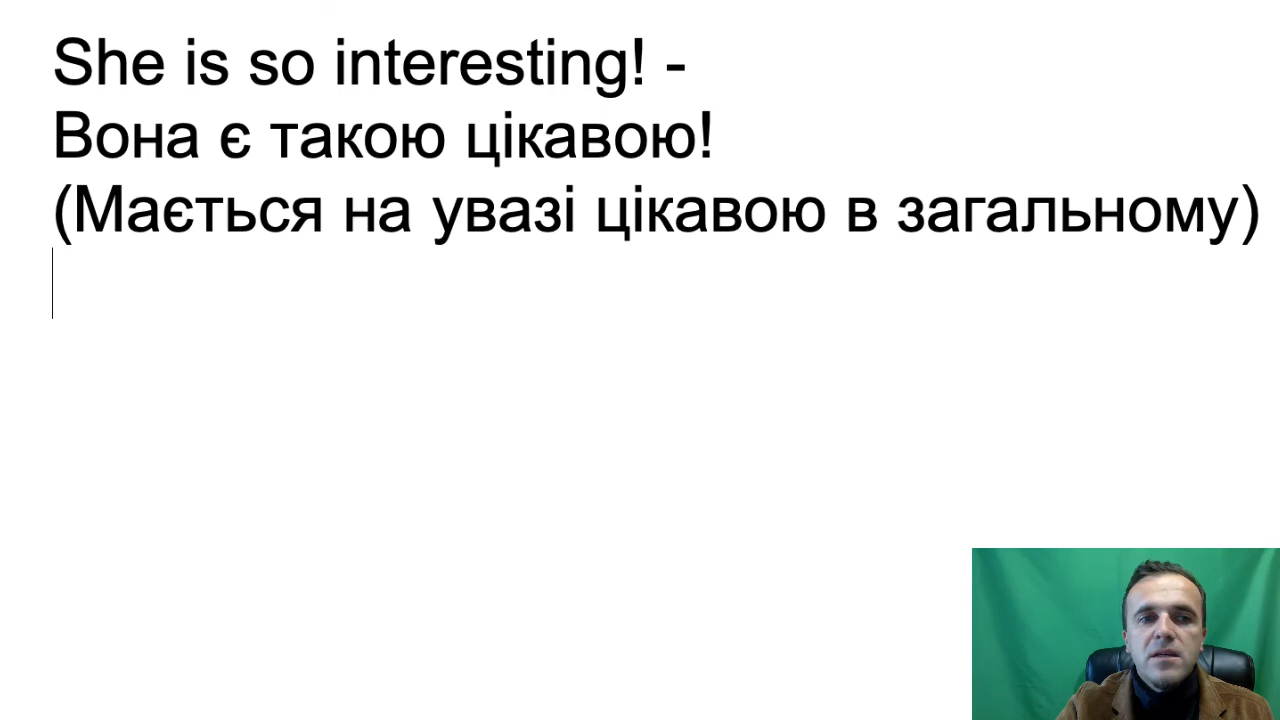 She is so interesting! -
Вона є такою цікавою!
(Мається на увазі цікавою в загальному)